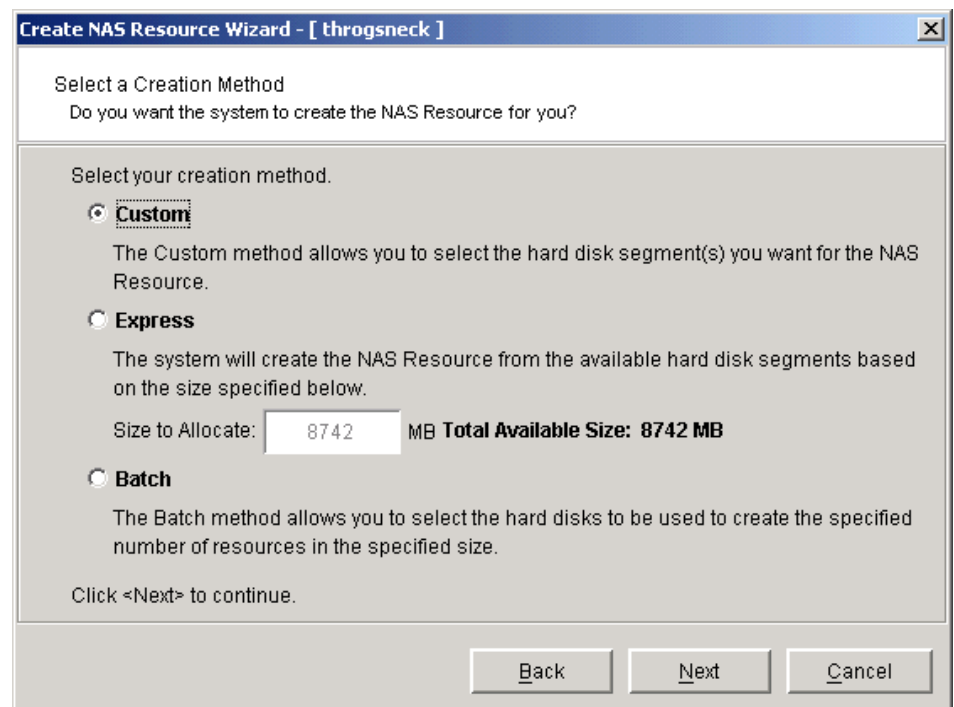 Create NAS Resource Wizard - [ throgsneck ]
Select a Creation Method
Do you want the system to create the NAS Resource for you?
Select your creation method.
Custom
The Custom method allows you to select the hard disk segment(s) you want for the NAS
Resource.
Express
The system will create the NAS Resource from the available hard disk segments based
on the size specified below.
Size to Allocate: 8742 MB Total Available Size: 8742 MB
Batch
The Batch method allows you to select the hard disks to be used to create the specified
number of resources in the specified size.
Click <Next> to continue.
Back Next Cancel